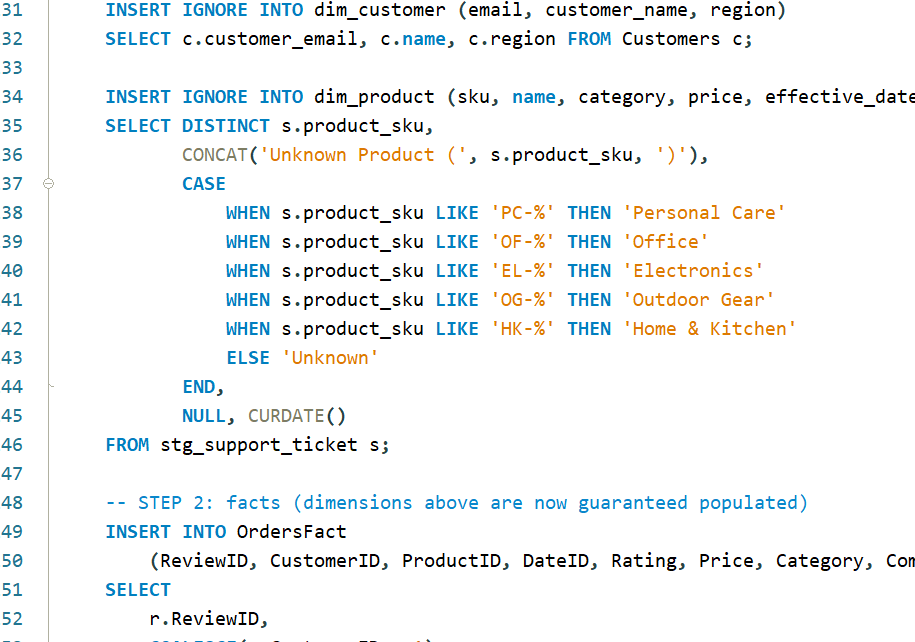 31 INSERT IGNORE INTO dim_customer (email, customer_name, region)
32 SELECT c.customer_email, c.name, c.region FROM Customers c;
33
34 INSERT IGNORE INTO dim_product (sku, name, category, price, effective_date
35 SELECT DISTINCT s.product_sku,
36 CONCAT('Unknown Product (', s.product_sku, ')'),
37 CASE
38 WHEN s.product_sku LIKE 'PC-%' THEN 'Personal Care'
39 WHEN s.product_sku LIKE 'OF-%' THEN 'Office'
40 WHEN s.product_sku LIKE 'EL-%' THEN 'Electronics'
41 WHEN s.product_sku LIKE 'OG-%' THEN 'Outdoor Gear'
42 WHEN s.product_sku LIKE 'HK-%' THEN 'Home & Kitchen'
43 ELSE 'Unknown'
44 END,
45 NULL, CURDATE()
46 FROM stg_support_ticket s;
47
48 -- STEP 2: facts (dimensions above are now guaranteed populated)
49 INSERT INTO OrdersFact
50 (ReviewID, CustomerID, ProductID, DateID, Rating, Price, Category, Com
51 SELECT
52 r.ReviewID,